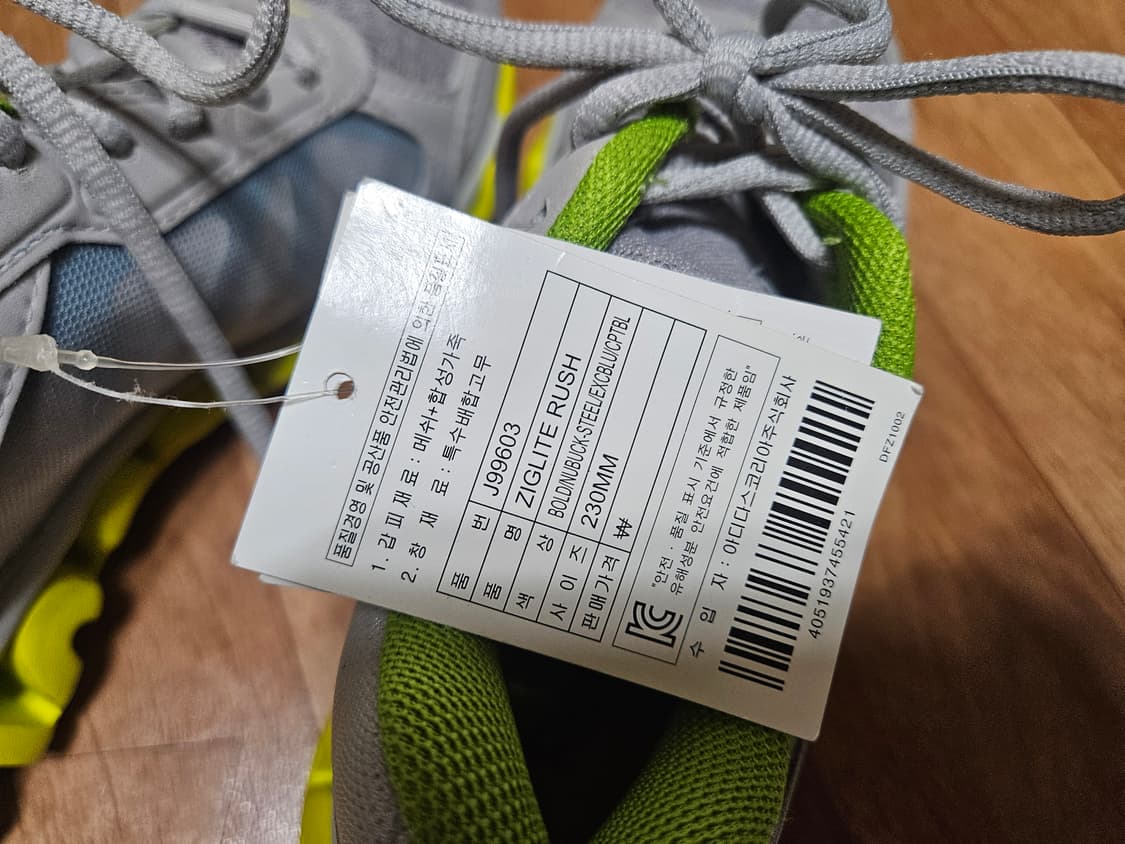 품질경영 및 공산품 안전관리법에 의한 품질표시
1. 갑 피 재 료 : 메쉬+합성가죽
2. 창 재 료 : 특수배합고무
품 번 J99603
품 명 ZIGLITE RUSH
색 상 BOLD/NUBUCK-STEEL/EXCBLU/CPTBL
사 이 즈 230MM
판 매 가 격 ₩
"안전·품질 표시 기준에서 규정한
유해성분 안전요건에 적합한 제품임"
수 입 자 : 아디다스코리아주식회사
4051937455421
DFZ1002